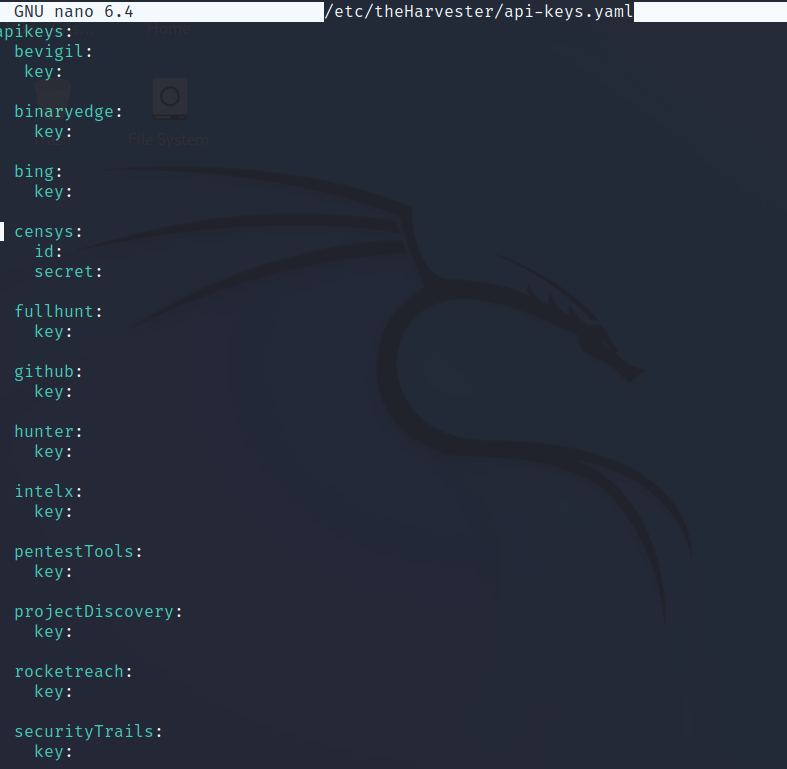 GNU nano 6.4 /etc/theHarvester/api-keys.yaml
apikeys:
Home
bevigil:
key:
binaryedge:
key:
File System
bing:
key:
censys:
id:
secret:
fullhunt:
key:
github:
key:
hunter:
key:
intelx:
key:
pentestTools:
key:
projectDiscovery:
key:
rocketreach:
key:
securityTrails:
key: